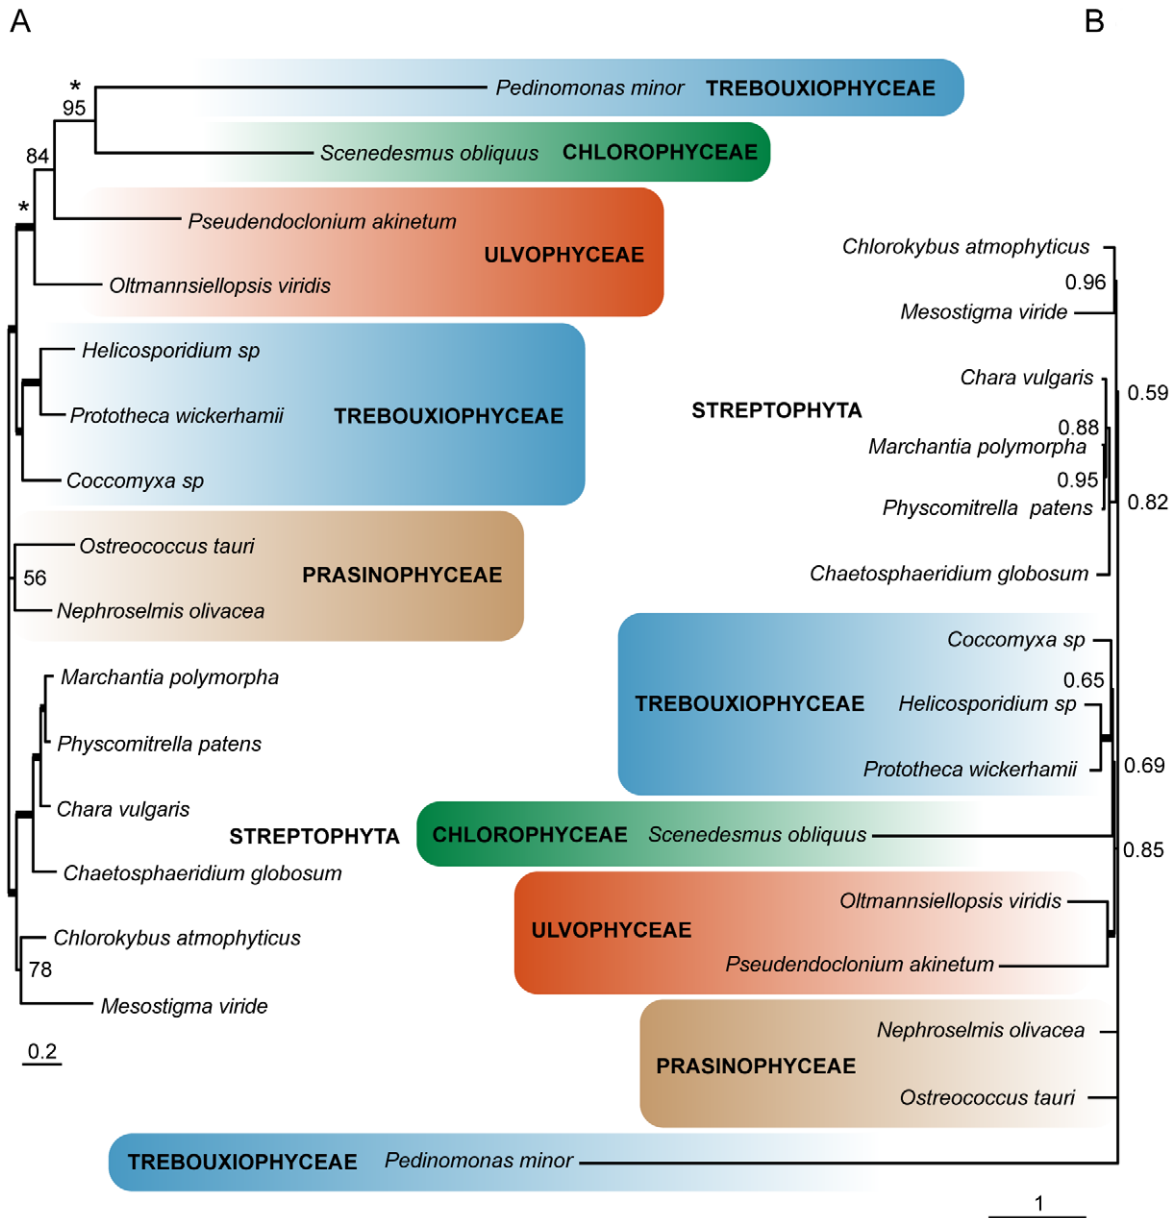 A
B
*
Pedinomonas minor TREBOUXIOPHYCEAE
95
84
Scenedesmus obliquus CHLOROPHYCEAE
*
Pseudendoclonium akinetum
ULVOPHYCEAE
Oltmannsiellopsis viridis
Helicosporidium sp
Prototheca wickerhamii TREBOUXIOPHYCEAE
Coccomyxa sp
Ostreococcus tauri
56
PRASINOPHYCEAE
Nephroselmis olivacea
Marchantia polymorpha
Physcomitrella patens
Chara vulgaris
STREPTOPHYTA
Chaetosphaeridium globosum
Chlorokybus atmophyticus
78
Mesostigma viride
0.2
Chlorokybus atmophyticus
0.96
Mesostigma viride
Chara vulgaris
0.59
STREPTOPHYTA
0.88
Marchantia polymorpha
0.95
Physcomitrella patens
0.82
Chaetosphaeridium globosum
Coccomyxa sp
0.65
TREBOUXIOPHYCEAE Helicosporidium sp
Prototheca wickerhamii
0.69
CHLOROPHYCEAE Scenedesmus obliquus
0.85
Oltmannsiellopsis viridis
ULVOPHYCEAE
Pseudendoclonium akinetum
Nephroselmis olivacea
PRASINOPHYCEAE
Ostreococcus tauri
TREBOUXIOPHYCEAE Pedinomonas minor
1